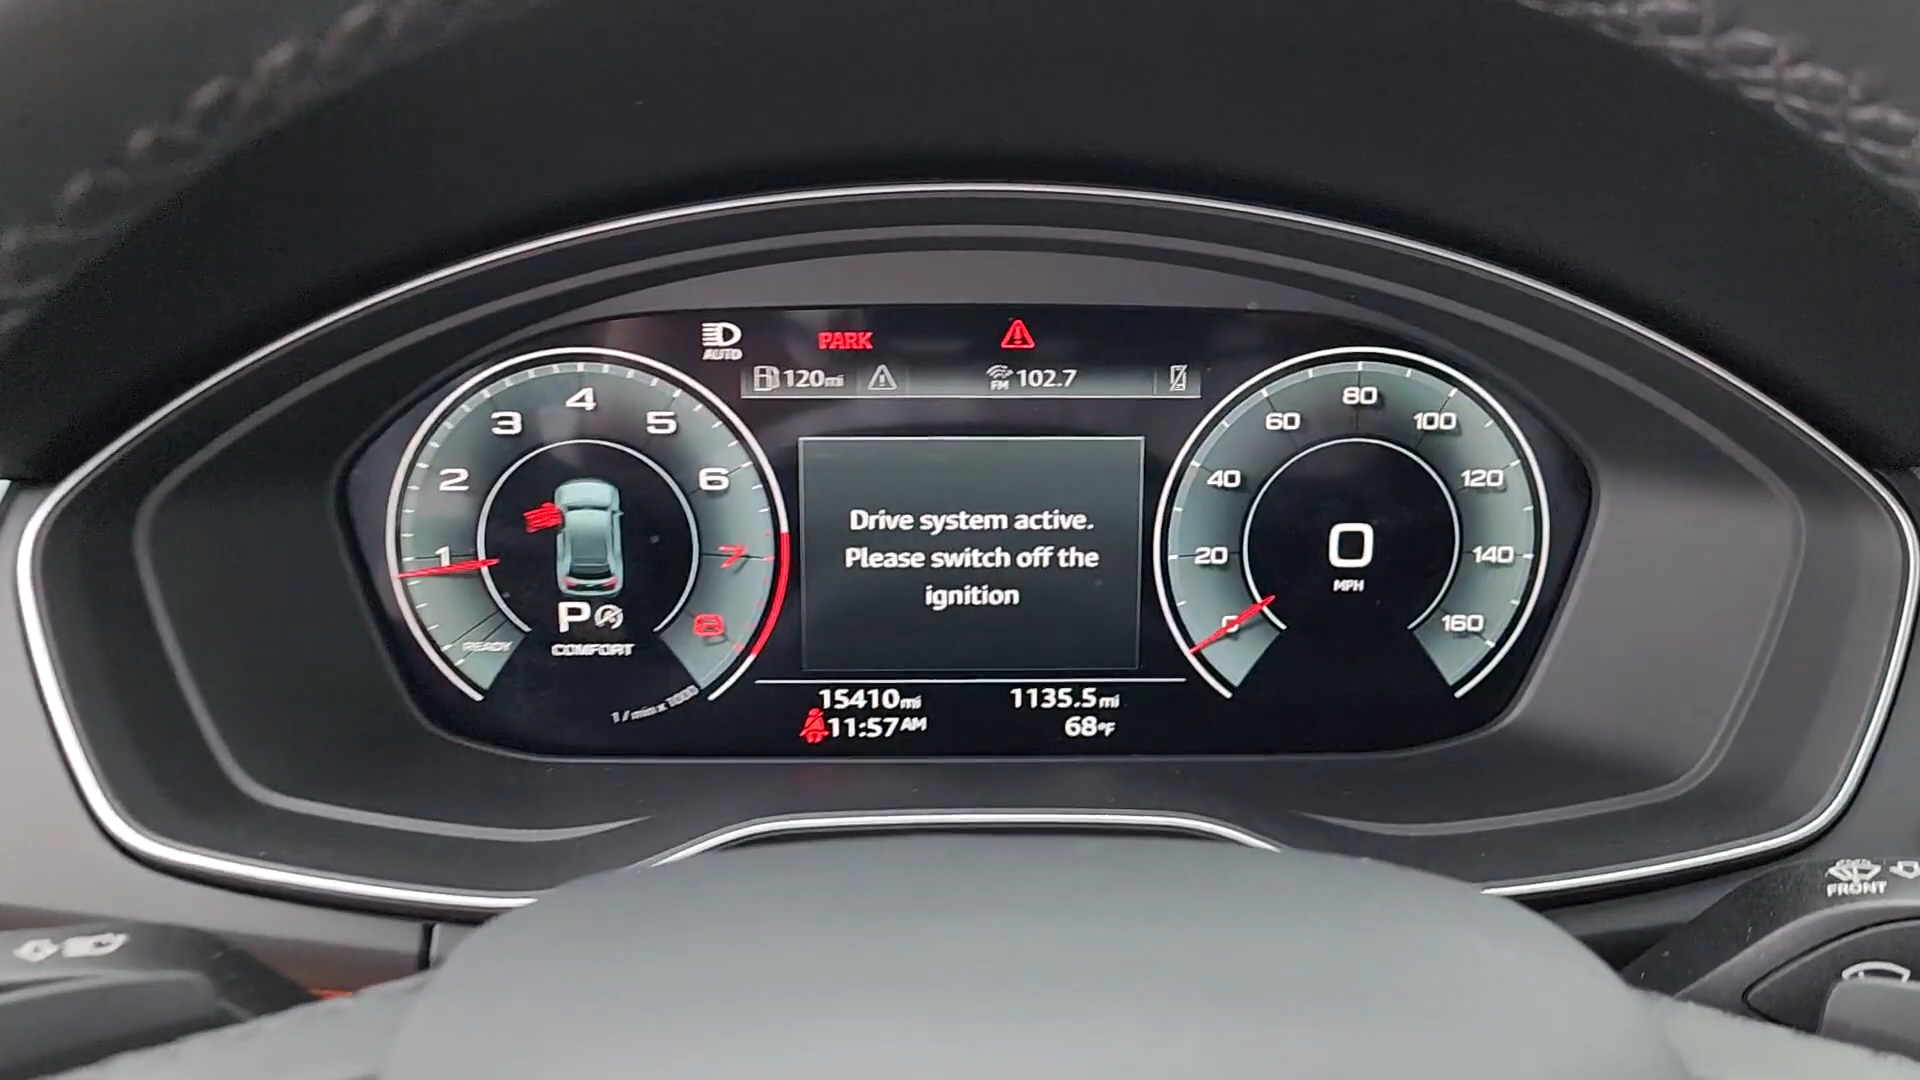 AUTO
PARK
120mi
FM 102.7
1
2
3
4
5
6
7
8
READY
P
COMFORT
1 / min x 1000
Drive system active.
Please switch off the
ignition
0
20
40
60
80
100
120
140
160
0
MPH
15410mi
1135.5mi
11:57AM
68°F
FRONT